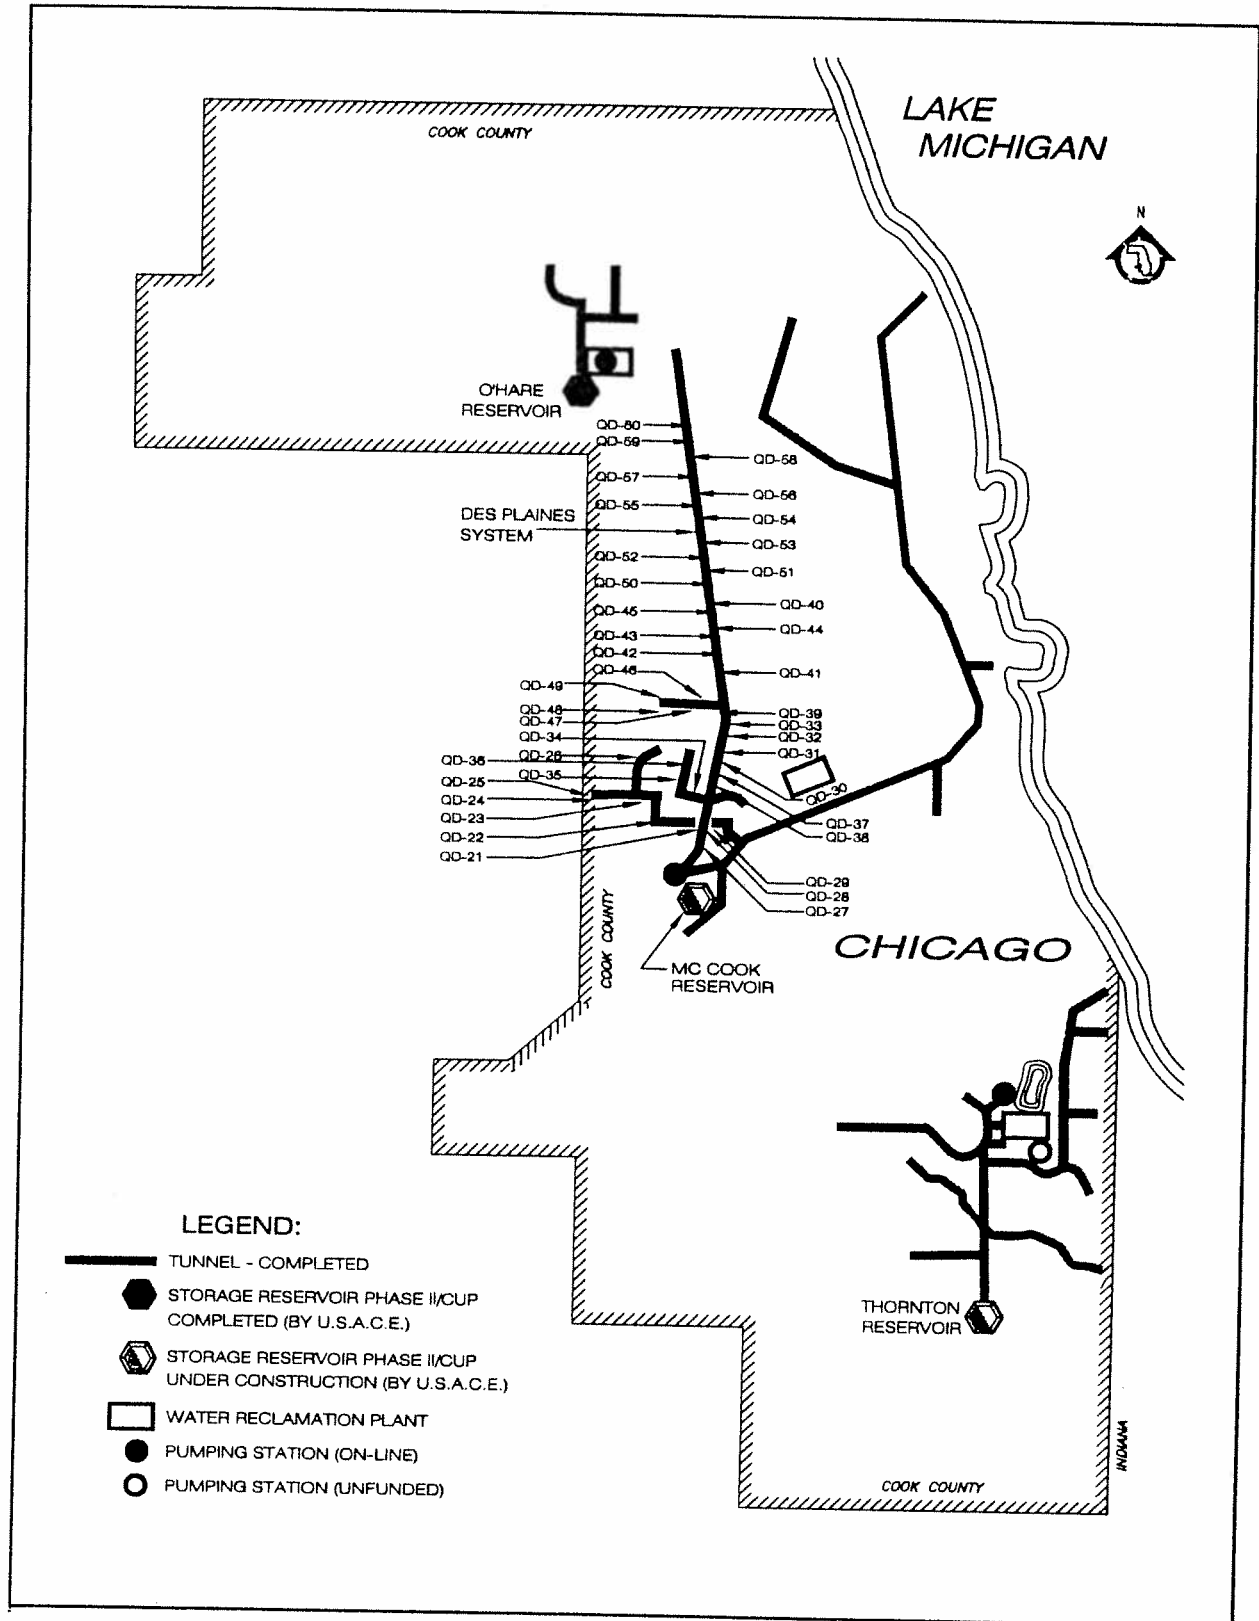 LAKE
MICHIGAN
COOK COUNTY
N
O'HARE
RESERVOIR
QD-60
QD-59
QD-58
QD-57
QD-56
QD-55
DES PLAINES
SYSTEM
QD-54
QD-53
QD-52
QD-51
QD-50
QD-40
QD-45
QD-44
QD-43
QD-42
QD-46
QD-41
QD-49
QD-48
QD-47
QD-39
QD-33
QD-32
QD-34
QD-31
QD-36
QD-26
QD-35
QD-25
QD-30
QD-24
QD-23
QD-37
QD-22
QD-38
QD-21
QD-29
QD-28
QD-27
COOK COUNTY
CHICAGO
MC COOK
RESERVOIR
THORNTON
RESERVOIR
INDIANA
COOK COUNTY
LEGEND:
TUNNEL - COMPLETED
STORAGE RESERVOIR PHASE II/CUP
COMPLETED (BY U.S.A.C.E.)
STORAGE RESERVOIR PHASE II/CUP
UNDER CONSTRUCTION (BY U.S.A.C.E.)
WATER RECLAMATION PLANT
PUMPING STATION (ON-LINE)
PUMPING STATION (UNFUNDED)